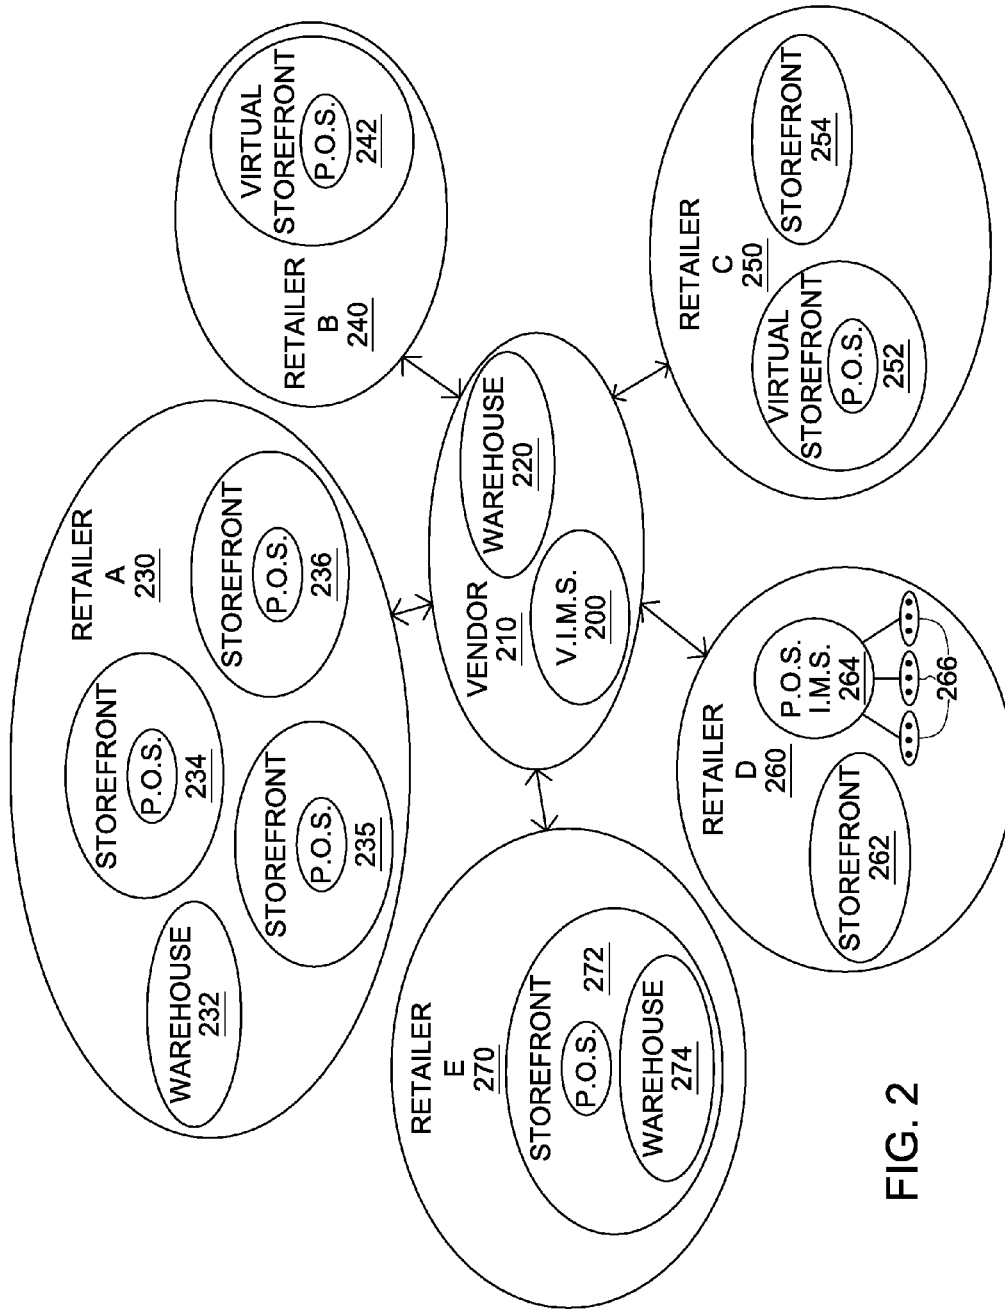 RETAILER
A
230
WAREHOUSE
232
STOREFRONT
P.O.S.
234
STOREFRONT
P.O.S.
235
STOREFRONT
P.O.S.
236
RETAILER
B
240
VIRTUAL
STOREFRONT
P.O.S.
242
RETAILER
E
270
STOREFRONT
P.O.S.
272
WAREHOUSE
274
VENDOR
210
V.I.M.S.
200
WAREHOUSE
220
RETAILER
D
260
STOREFRONT
262
P.O.S.
I.M.S.
264
266
RETAILER
C
250
VIRTUAL
STOREFRONT
P.O.S.
252
STOREFRONT
254
FIG. 2